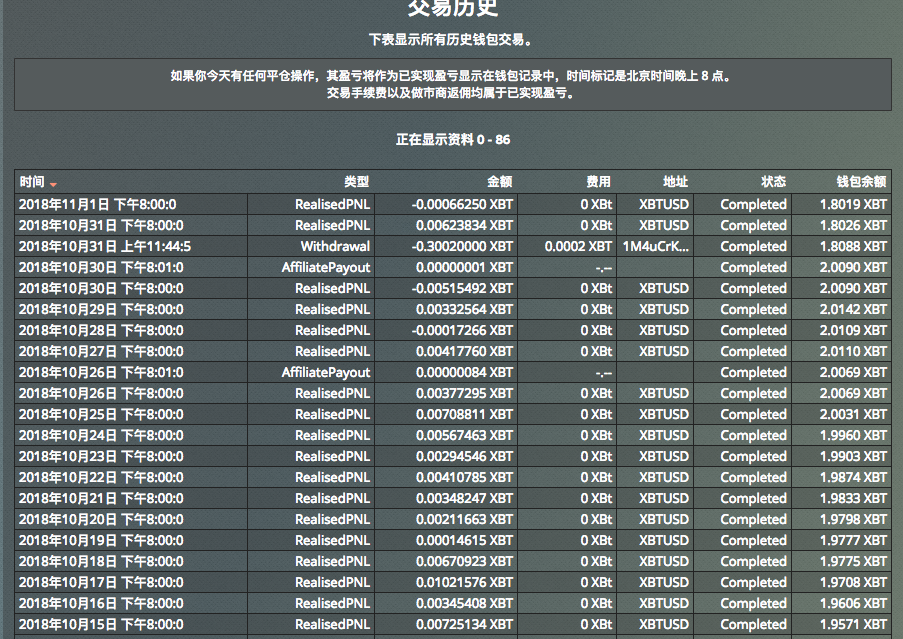 交易历史
下表显示所有历史钱包交易。
如果你今天有任何平仓操作，其盈亏将作为已实现盈亏显示在钱包记录中，时间标记是北京时间晚上 8 点。
交易手续费以及做市商返佣均属于已实现盈亏。
正在显示资料 0 - 86
时间 类型 金额 费用 地址 状态 钱包余额
2018年11月1日 下午8:00:0 RealisedPNL -0.00066250 XBT 0 XBt XBTUSD Completed 1.8019 XBT
2018年10月31日 下午8:00:0 RealisedPNL 0.00623834 XBT 0 XBt XBTUSD Completed 1.8026 XBT
2018年10月31日 上午11:44:5 Withdrawal -0.30020000 XBT 0.0002 XBT 1M4uCrK... Completed 1.8088 XBT
2018年10月30日 下午8:01:0 AffiliatePayout 0.00000001 XBT -.-- Completed 2.0090 XBT
2018年10月30日 下午8:00:0 RealisedPNL -0.00515492 XBT 0 XBt XBTUSD Completed 2.0090 XBT
2018年10月29日 下午8:00:0 RealisedPNL 0.00332564 XBT 0 XBt XBTUSD Completed 2.0142 XBT
2018年10月28日 下午8:00:0 RealisedPNL -0.00017266 XBT 0 XBt XBTUSD Completed 2.0109 XBT
2018年10月27日 下午8:00:0 RealisedPNL 0.00417760 XBT 0 XBt XBTUSD Completed 2.0110 XBT
2018年10月26日 下午8:01:0 AffiliatePayout 0.00000084 XBT -.-- Completed 2.0069 XBT
2018年10月26日 下午8:00:0 RealisedPNL 0.00377295 XBT 0 XBt XBTUSD Completed 2.0069 XBT
2018年10月25日 下午8:00:0 RealisedPNL 0.00708811 XBT 0 XBt XBTUSD Completed 2.0031 XBT
2018年10月24日 下午8:00:0 RealisedPNL 0.00567463 XBT 0 XBt XBTUSD Completed 1.9960 XBT
2018年10月23日 下午8:00:0 RealisedPNL 0.00294546 XBT 0 XBt XBTUSD Completed 1.9903 XBT
2018年10月22日 下午8:00:0 RealisedPNL 0.00410785 XBT 0 XBt XBTUSD Completed 1.9874 XBT
2018年10月21日 下午8:00:0 RealisedPNL 0.00348247 XBT 0 XBt XBTUSD Completed 1.9833 XBT
2018年10月20日 下午8:00:0 RealisedPNL 0.00211663 XBT 0 XBt XBTUSD Completed 1.9798 XBT
2018年10月19日 下午8:00:0 RealisedPNL 0.00014615 XBT 0 XBt XBTUSD Completed 1.9777 XBT
2018年10月18日 下午8:00:0 RealisedPNL 0.00670923 XBT 0 XBt XBTUSD Completed 1.9775 XBT
2018年10月17日 下午8:00:0 RealisedPNL 0.01021576 XBT 0 XBt XBTUSD Completed 1.9708 XBT
2018年10月16日 下午8:00:0 RealisedPNL 0.00345408 XBT 0 XBt XBTUSD Completed 1.9606 XBT
2018年10月15日 下午8:00:0 RealisedPNL 0.00725134 XBT 0 XBt XBTUSD Completed 1.9571 XBT